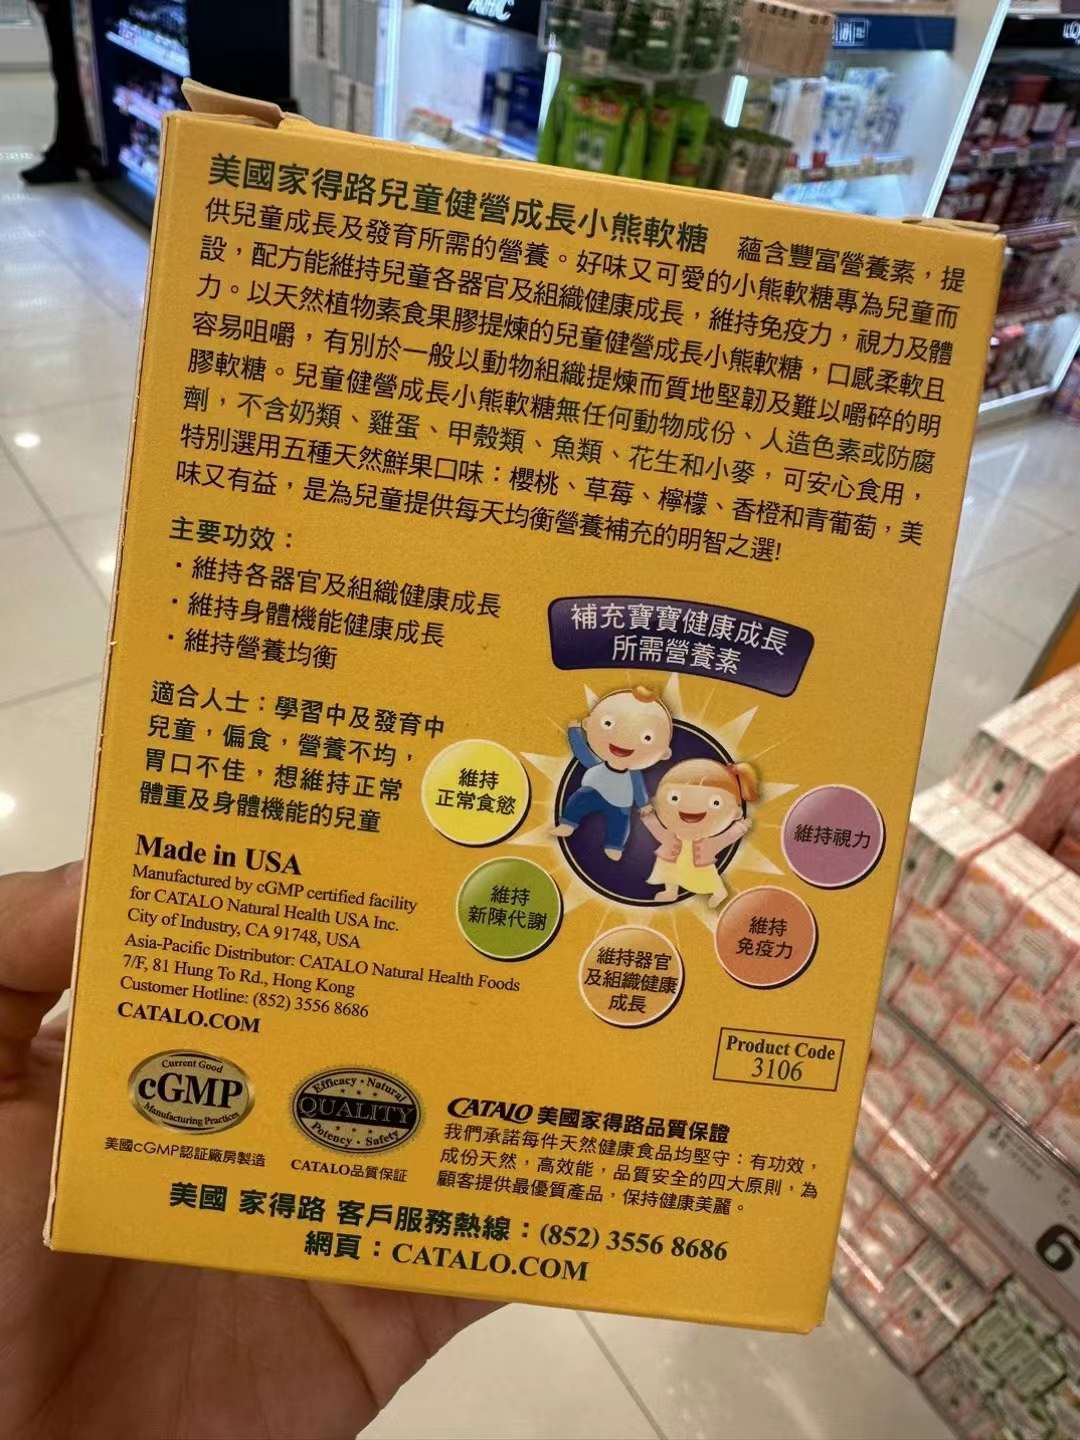 美國家得路兒童健營成長小熊軟糖 蘊含豐富營養素，提
供兒童成長及發育所需的營養。好味又可愛的小熊軟糖專為兒童而
設，配方能維持兒童各器官及組織健康成長，維持免疫力，視力及體
力。以天然植物素食果膠提煉的兒童健營成長小熊軟糖，口感柔軟且
容易咀嚼，有別於一般以動物組織提煉而質地堅韌及難以嚼碎的明
膠軟糖。兒童健營成長小熊軟糖無任何動物成份、人造色素或防腐
劑，不含奶類、雞蛋、甲殼類、魚類、花生和小麥，可安心食用，
特別選用五種天然鮮果口味：櫻桃、草莓、檸檬、香橙和青葡萄，美
味又有益，是為兒童提供每天均衡營養補充的明智之選!
主要功效：
・維持各器官及組織健康成長
・維持身體機能健康成長
・維持營養均衡
適合人士：學習中及發育中
兒童，偏食，營養不均，
胃口不佳，想維持正常
體重及身體機能的兒童
補充寶寶健康成長
所需營養素
維持
正常食慾
維持
新陳代謝
維持器官
及組織健康
成長
維持
免疫力
維持視力
Made in USA
Manufactured by cGMP certified facility
for CATALO Natural Health USA Inc.
City of Industry, CA 91748, USA
Asia-Pacific Distributor: CATALO Natural Health Foods
7/F, 81 Hung To Rd., Hong Kong
Customer Hotline: (852) 3556 8686
CATALO.COM
Product Code
3106
Current Good
cGMP
Manufacturing Practices
美國cGMP認証廠房製造
Efficacy・Natural
QUALITY
Potency・Safety
CATALO品質保証
CATALO 美國家得路品質保證
我們承諾每件天然健康食品均堅守：有功效，
成份天然，高效能，品質安全的四大原則，為
顧客提供最優質產品，保持健康美麗。
美國 家得路 客戶服務熱線：(852) 3556 8686
網頁：CATALO.COM
AHC
6